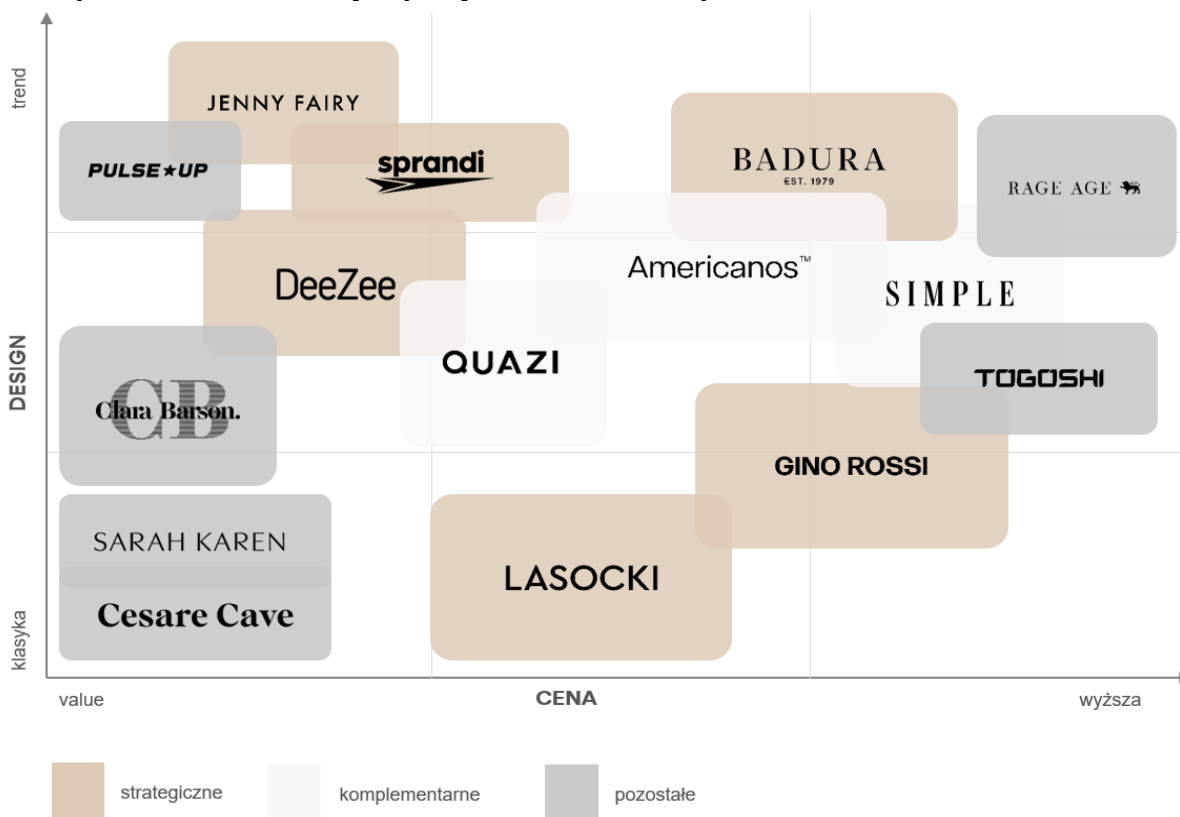 trend
JENNY FAIRY
PULSE★UP
sprandi
BADURA
EST. 1979
RAGE AGE
DeeZee
Americanos™
SIMPLE
QUAZI
TOGOSHI
DESIGN
CB
Clara Barson.
GINO ROSSI
SARAH KAREN
LASOCKI
Cesare Cave
klasyka
value
CENA
wyższa
strategiczne
komplementarne
pozostałe